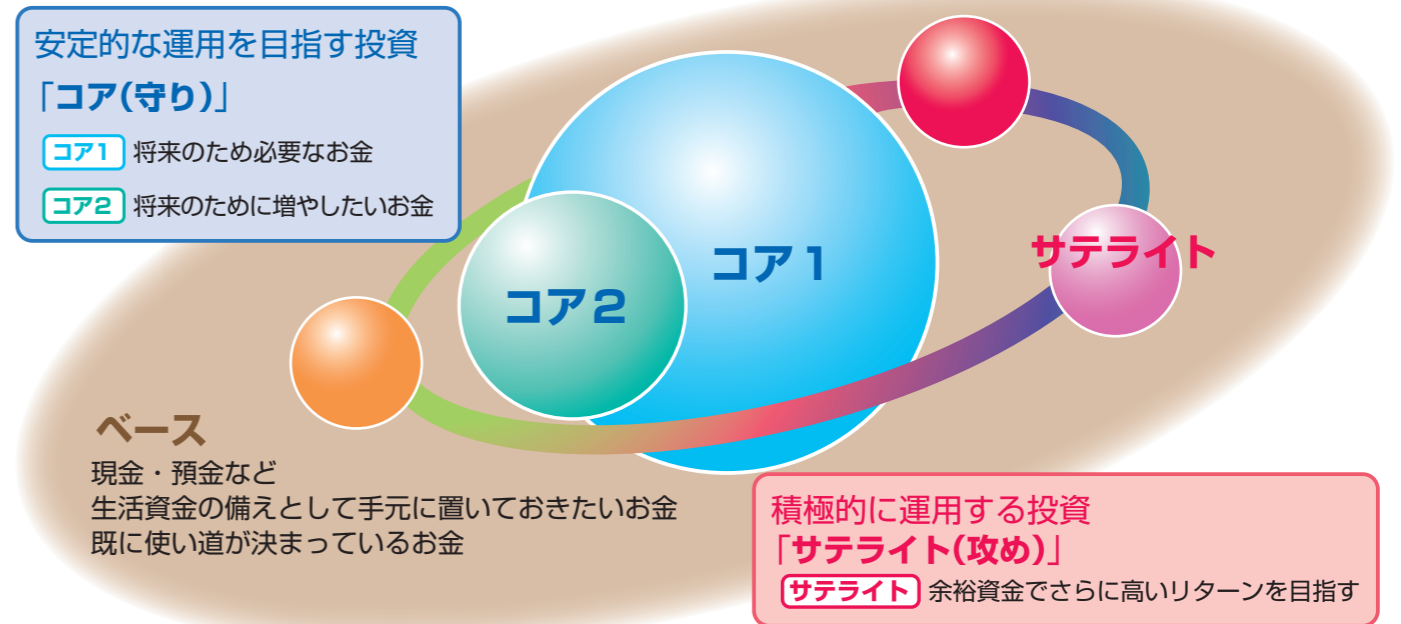 安定的な運用を目指す投資
「コア(守り)」
コア1 将来のため必要なお金
コア2 将来のために増やしたいお金
コア1
コア2
サテライト
ベース
現金・預金など
生活資金の備えとして手元に置いておきたいお金
既に使い道が決まっているお金
積極的に運用する投資
「サテライト(攻め)」
サテライト 余裕資金でさらに高いリターンを目指す